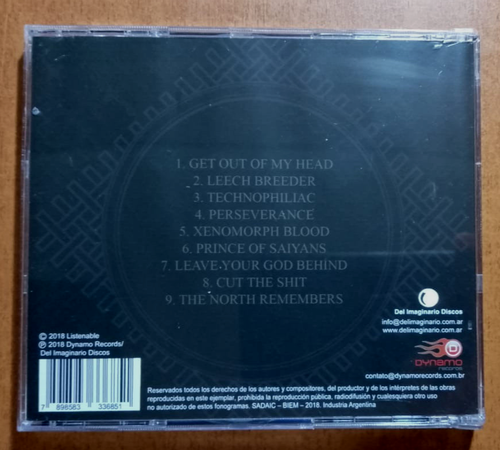 1. GET OUT OF MY HEAD
2. LEECH BREEDER
3. TECHNOPHILIAC
4. PERSEVERANCE
5. XENOMORPH BLOOD
6. PRINCE OF SAIYANS
7. LEAVE YOUR GOD BEHIND
8. CUT THE SHIT
9. THE NORTH REMEMBERS
Del Imaginario Discos
info@delimaginario.com.ar
www.delimaginario.com.ar
© 2018 Listenable
℗ 2018 Dynamo Records/
Del Imaginario Discos
DYNAMO
records
contato@dynamorecords.com.br
7 898563 336851
Reservados todos los derechos de los autores y compositores, del productor y de los intérpretes de las obras
reproducidas en este ejemplar, prohibida la reproducción pública, radiodifusión y cualesquiera otro uso
no autorizado de estos fonogramas. SADAIC – BIEM – 2018. Industria Argentina